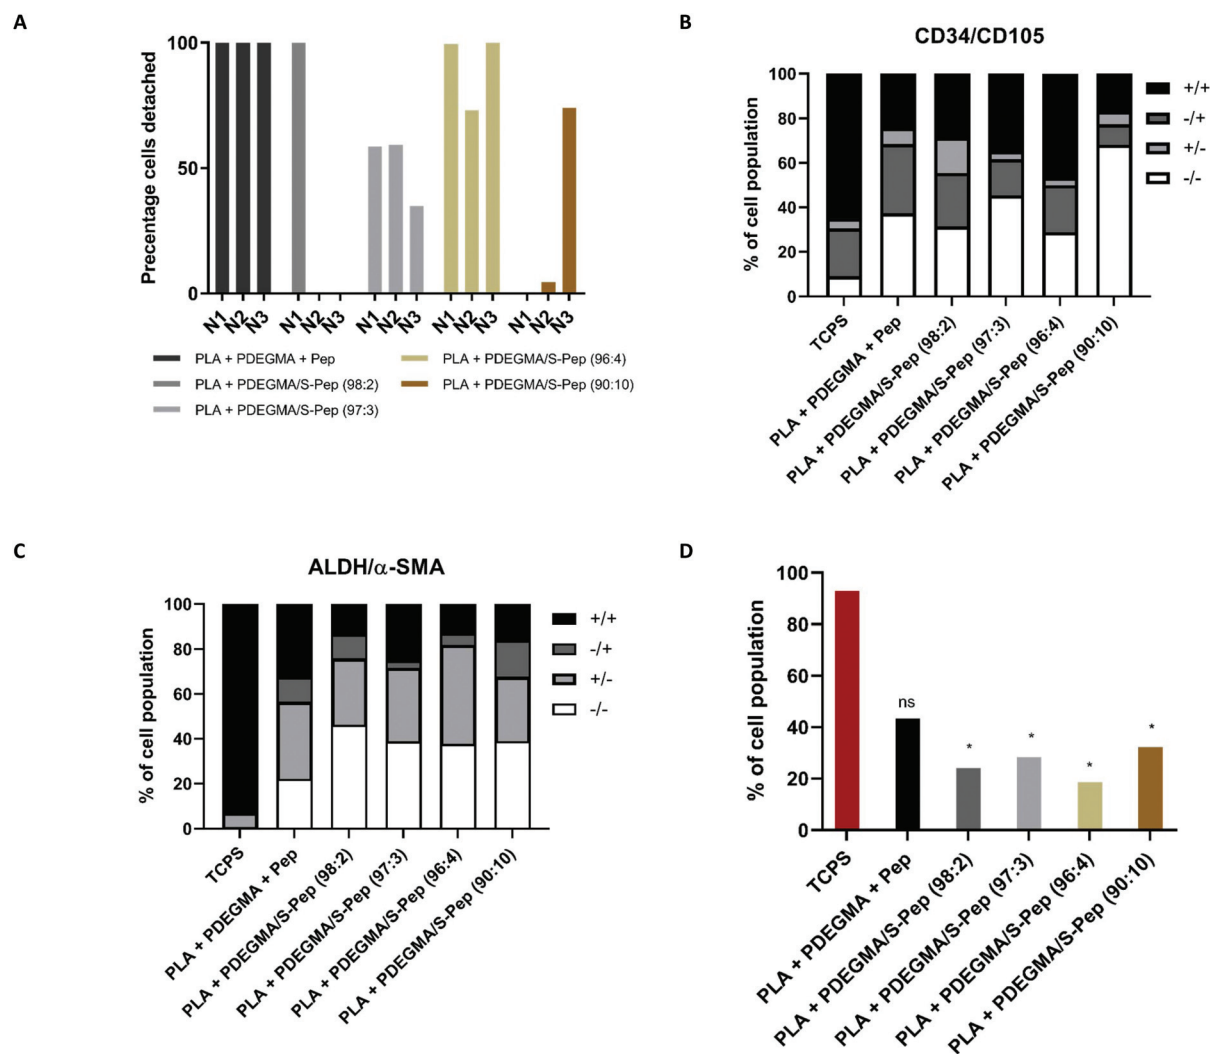 A
Precentage cells detached
100
50
0
N1 N2 N3 N1 N2 N3 N1 N2 N3 N1 N2 N3 N1 N2 N3
PLA + PDEGMA + Pep
PLA + PDEGMA/S-Pep (98:2)
PLA + PDEGMA/S-Pep (97:3)
PLA + PDEGMA/S-Pep (96:4)
PLA + PDEGMA/S-Pep (90:10)
B
CD34/CD105
% of cell population
100
80
60
40
20
0
+/+
-/+
+/-
-/-
TCPS
PLA + PDEGMA + Pep
PLA + PDEGMA/S-Pep (98:2)
PLA + PDEGMA/S-Pep (97:3)
PLA + PDEGMA/S-Pep (96:4)
PLA + PDEGMA/S-Pep (90:10)
C
ALDH/α-SMA
% of cell population
100
80
60
40
20
0
+/+
-/+
+/-
-/-
TCPS
PLA + PDEGMA + Pep
PLA + PDEGMA/S-Pep (98:2)
PLA + PDEGMA/S-Pep (97:3)
PLA + PDEGMA/S-Pep (96:4)
PLA + PDEGMA/S-Pep (90:10)
D
% of cell population
100
80
60
40
20
0
ns
*
*
*
*
TCPS
PLA + PDEGMA + Pep
PLA + PDEGMA/S-Pep (98:2)
PLA + PDEGMA/S-Pep (97:3)
PLA + PDEGMA/S-Pep (96:4)
PLA + PDEGMA/S-Pep (90:10)